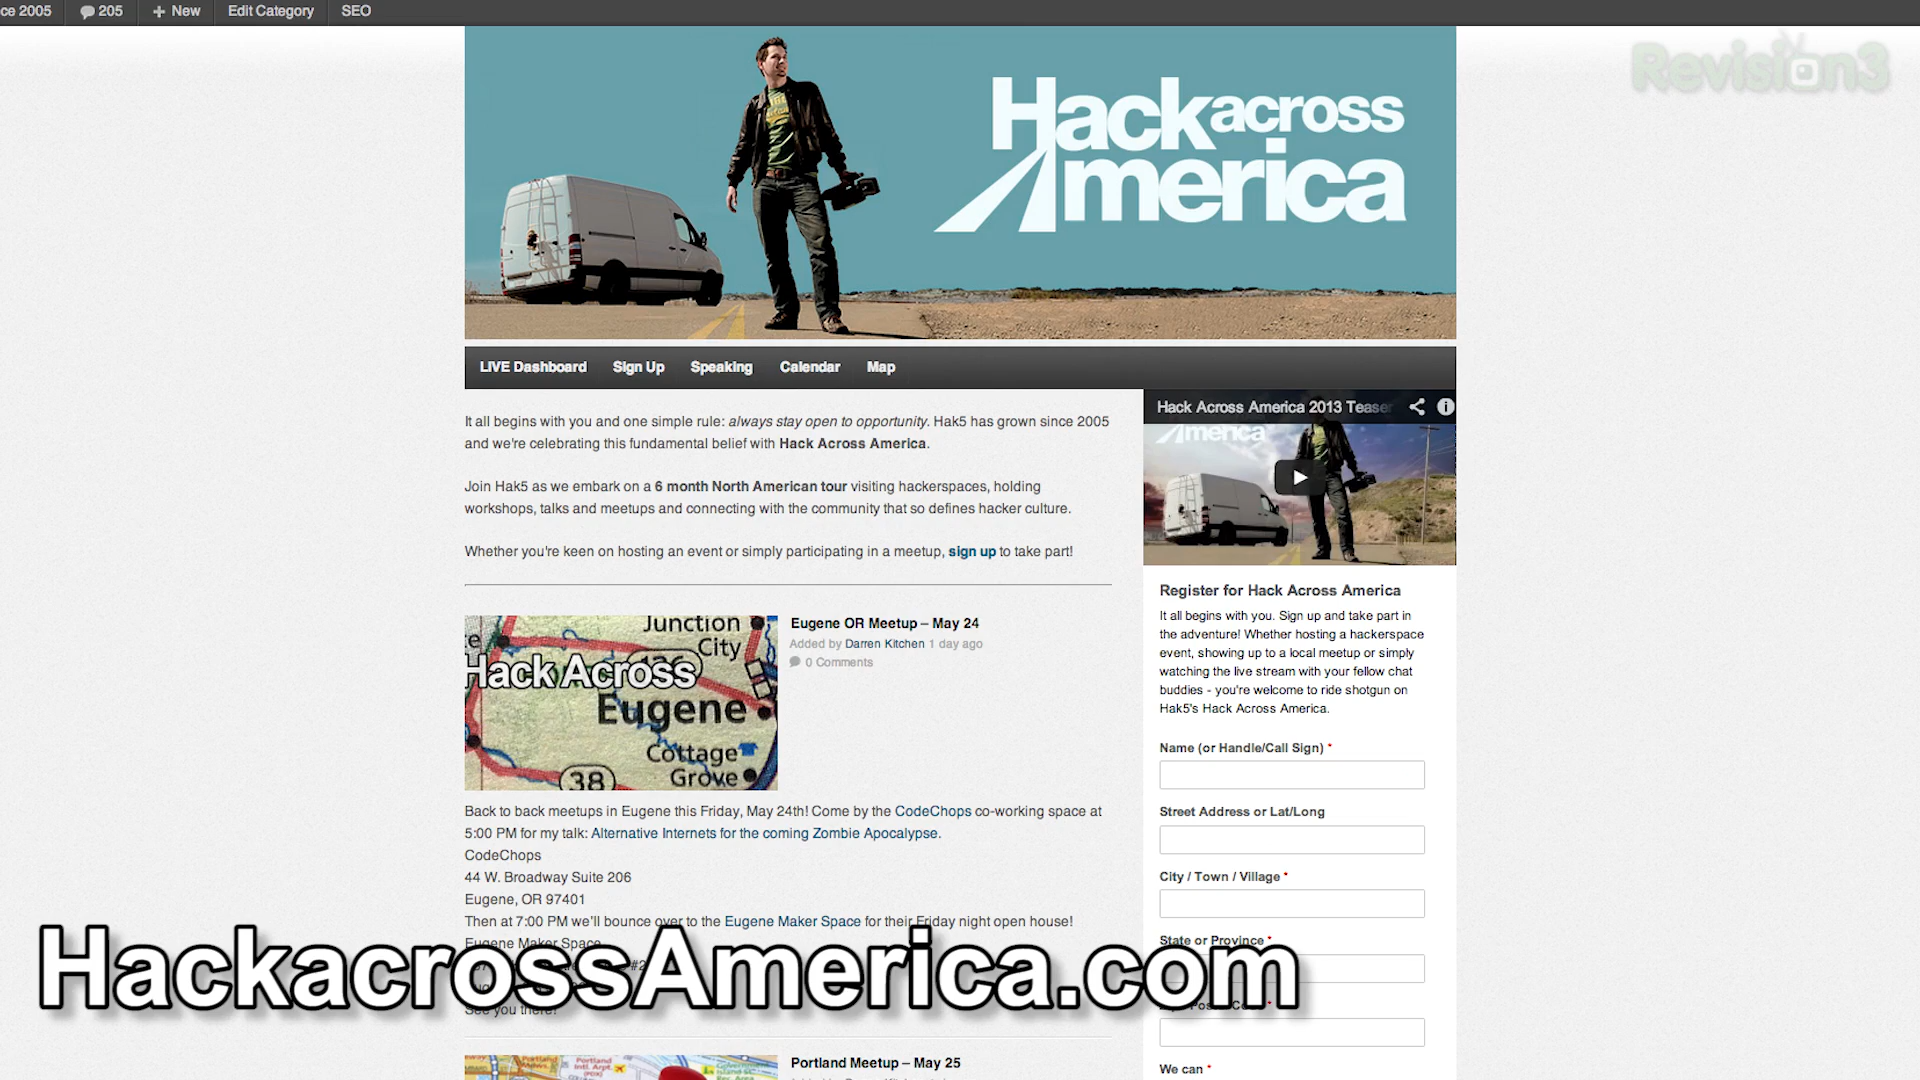 ce 2005
205
New
Edit Category
SEO
Revision3
Hack across
America
LIVE Dashboard
Sign Up
Speaking
Calendar
Map
It all begins with you and one simple rule: always stay open to opportunity. Hak5 has grown since 2005
and we're celebrating this fundamental belief with Hack Across America.
Join Hak5 as we embark on a 6 month North American tour visiting hackerspaces, holding
workshops, talks and meetups and connecting with the community that so defines hacker culture.
Whether you're keen on hosting an event or simply participating in a meetup, sign up to take part!
Hack Across America 2013 Teaser
America
Register for Hack Across America
It all begins with you. Sign up and take part in
the adventure! Whether hosting a hackerspace
event, showing up to a local meetup or simply
watching the live stream with your fellow chat
buddies - you're welcome to ride shotgun on
Hak5's Hack Across America.
Name (or Handle/Call Sign) *
Street Address or Lat/Long
City / Town / Village *
State or Province *
We can *
Junction
City
Hack Across
Eugene
Cottage
Grove
38
Eugene OR Meetup – May 24
Added by Darren Kitchen 1 day ago
0 Comments
Back to back meetups in Eugene this Friday, May 24th! Come by the CodeChops co-working space at
5:00 PM for my talk: Alternative Internets for the coming Zombie Apocalypse.
CodeChops
44 W. Broadway Suite 206
Eugene, OR 97401
Then at 7:00 PM we'll bounce over to the Eugene Maker Space for their Friday night open house!
Eugene Maker Space
See you there!
HackacrossAmerica.com
Portland
Intl. Arpt.
(PDX)
Portland Meetup – May 25